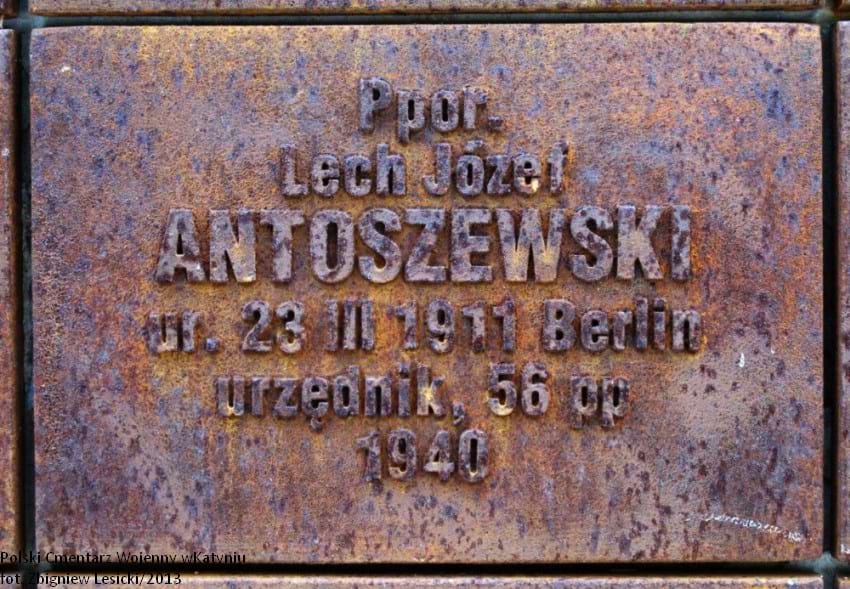 Ppor.
Lech Józef
ANTOSZEWSKI
ur. 23 III 1911 Berlin
urzędnik, 56 pp
1940
Polski Cmentarz Wojenny wKatyniu
fot. Zbigniew Lesicki/2013